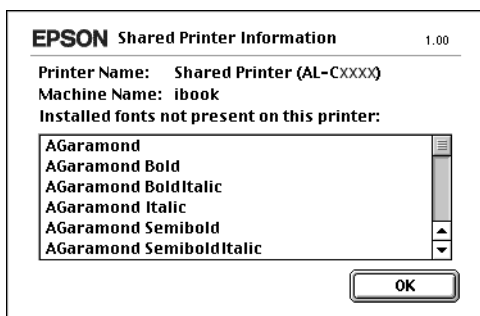 EPSON Shared Printer Information 1.00
Printer Name: Shared Printer (AL-CXXXX)
Machine Name: ibook
Installed fonts not present on this printer:
AGaramond
AGaramond Bold
AGaramond BoldItalic
AGaramond Italic
AGaramond Semibold
AGaramond SemiboldItalic
OK